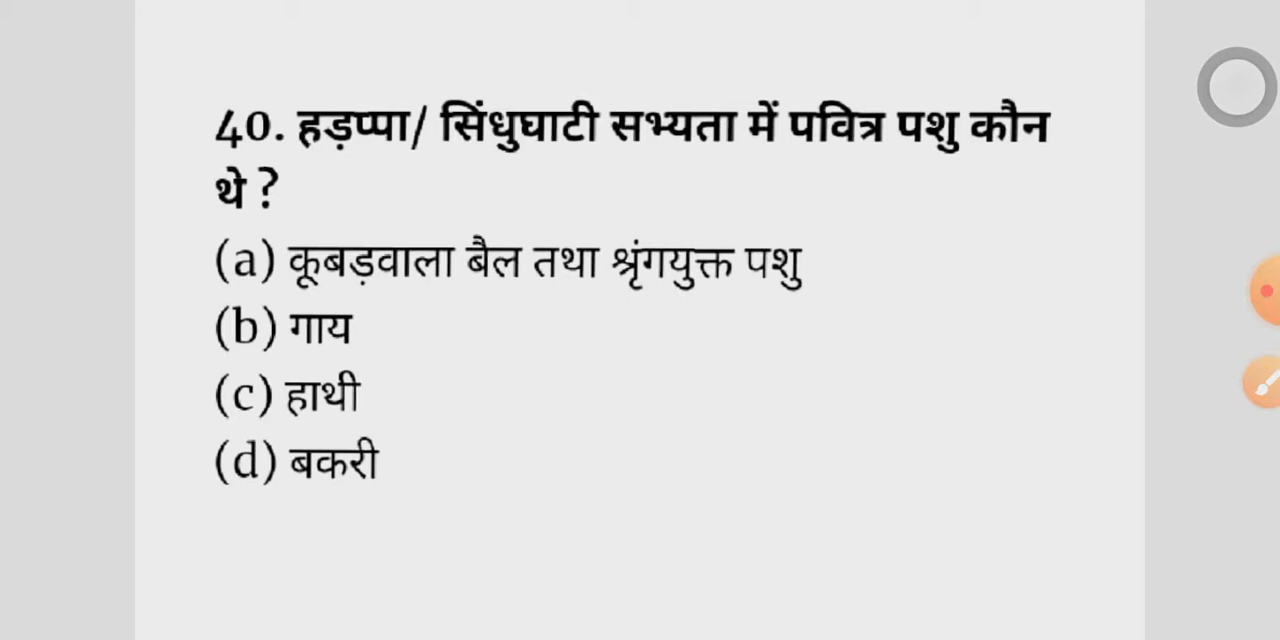 40. हड़प्पा/ सिंधुघाटी सभ्यता में पवित्र पशु कौन
थे ?
(a) कूबड़वाला बैल तथा श्रृंगयुक्त पशु
(b) गाय
(c) हाथी
(d) बकरी